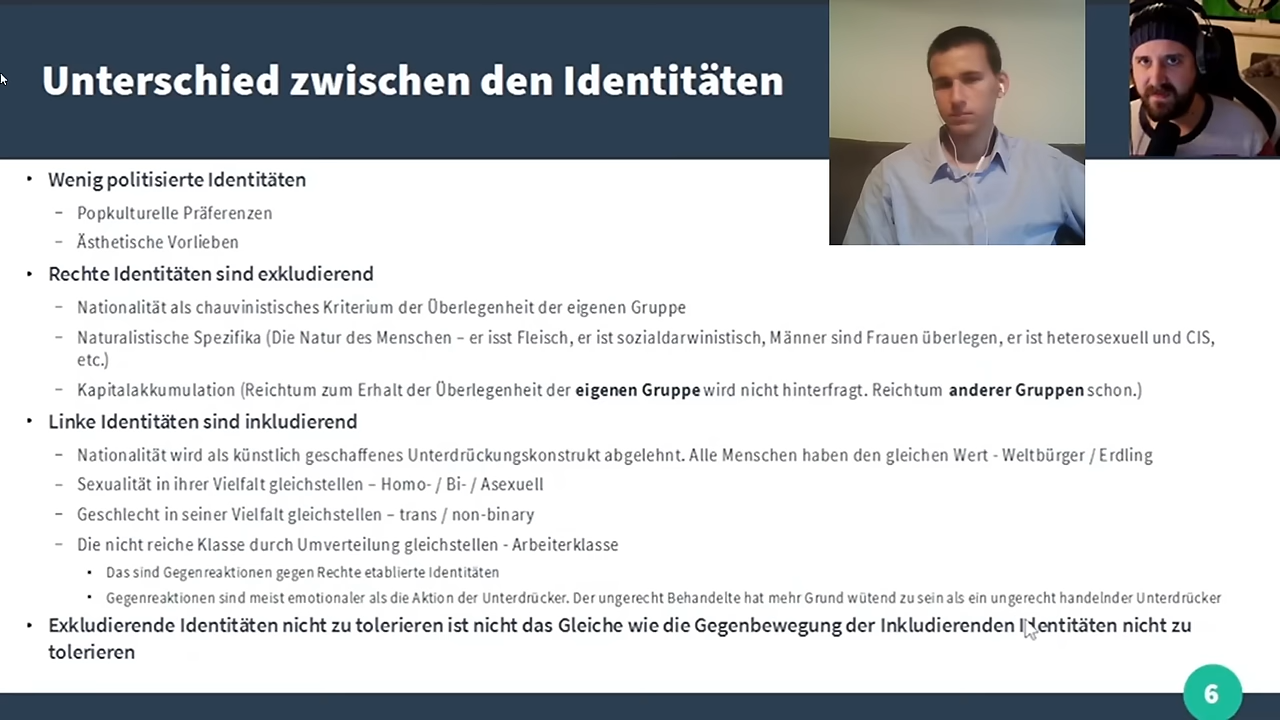 Unterschied zwischen den Identitäten
• Wenig politisierte Identitäten
– Popkulturelle Präferenzen
– Ästhetische Vorlieben
• Rechte Identitäten sind exkludierend
– Nationalität als chauvinistisches Kriterium der Überlegenheit der eigenen Gruppe
– Naturalistische Spezifika (Die Natur des Menschen – er isst Fleisch, er ist sozialdarwinistisch, Männer sind Frauen überlegen, er ist heterosexuell und CIS,
etc.)
– Kapitalakkumulation (Reichtum zum Erhalt der Überlegenheit der eigenen Gruppe wird nicht hinterfragt. Reichtum anderer Gruppen schon.)
• Linke Identitäten sind inkludierend
– Nationalität wird als künstlich geschaffenes Unterdrückungskonstrukt abgelehnt. Alle Menschen haben den gleichen Wert - Weltbürger / Erdling
– Sexualität in ihrer Vielfalt gleichstellen – Homo- / Bi- / Asexuell
– Geschlecht in seiner Vielfalt gleichstellen – trans / non-binary
– Die nicht reiche Klasse durch Umverteilung gleichstellen - Arbeiterklasse
• Das sind Gegenreaktionen gegen Rechte etablierte Identitäten
• Gegenreaktionen sind meist emotionaler als die Aktion der Unterdrücker. Der ungerecht Behandelte hat mehr Grund wütend zu sein als ein ungerecht handelnder Unterdrücker
• Exkludierende Identitäten nicht zu tolerieren ist nicht das Gleiche wie die Gegenbewegung der Inkludierenden Identitäten nicht zu
tolerieren
6